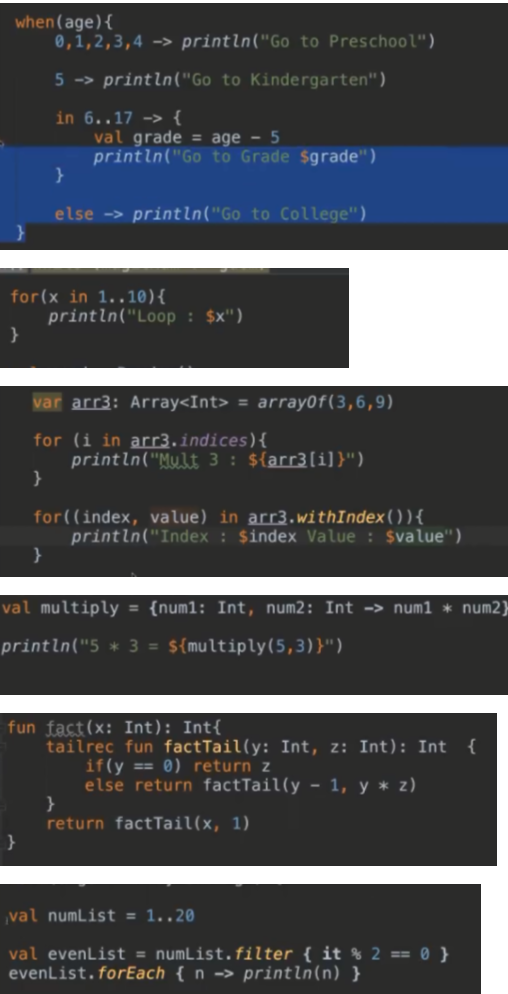 when(age){
0,1,2,3,4 -> println("Go to Preschool")
5 -> println("Go to Kindergarten")
in 6..17 -> {
val grade = age - 5
println("Go to Grade $grade")
}
else -> println("Go to College")
}
for(x in 1..10){
println("Loop : $x")
}
var arr3: Array<Int> = arrayOf(3,6,9)
for (i in arr3.indices){
println("Mult 3 : ${arr3[i]}")
}
for((index, value) in arr3.withIndex()){
println("Index : $index Value : $value")
}
val multiply = {num1: Int, num2: Int -> num1 * num2}
println("5 * 3 = ${multiply(5,3)}")
fun fact(x: Int): Int{
tailrec fun factTail(y: Int, z: Int): Int {
if(y == 0) return z
else return factTail(y - 1, y * z)
}
return factTail(x, 1)
}
val numList = 1..20
val evenList = numList.filter { it % 2 == 0 }
evenList.forEach { n -> println(n) }